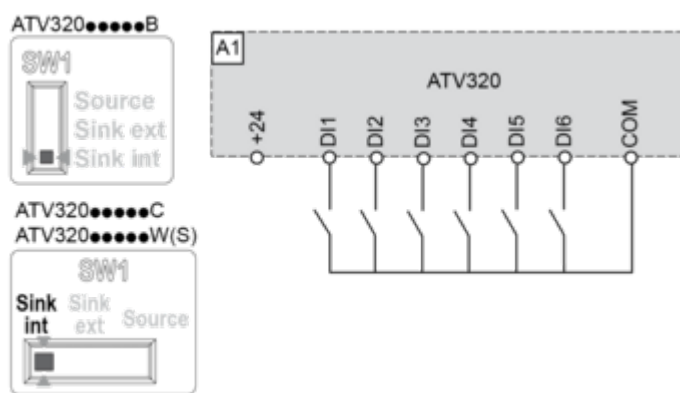 ATV320●●●●●B
SW1
Source
Sink ext
Sink int
ATV320●●●●●C
ATV320●●●●●W(S)
SW1
Sink int
Sink ext
Source
A1
ATV320
+24
DI1
DI2
DI3
DI4
DI5
DI6
COM